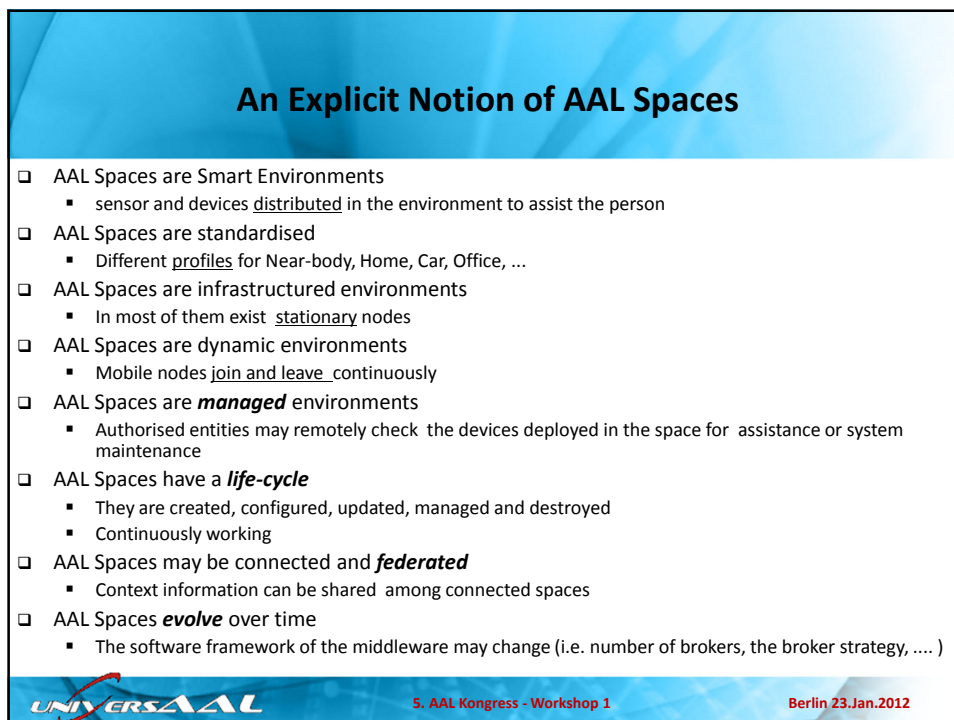 An Explicit Notion of AAL Spaces
❑ AAL Spaces are Smart Environments
▪ sensor and devices distributed in the environment to assist the person
❑ AAL Spaces are standardised
▪ Different profiles for Near-body, Home, Car, Office, ...
❑ AAL Spaces are infrastructured environments
▪ In most of them exist stationary nodes
❑ AAL Spaces are dynamic environments
▪ Mobile nodes join and leave continuously
❑ AAL Spaces are managed environments
▪ Authorised entities may remotely check the devices deployed in the space for assistance or system
maintenance
❑ AAL Spaces have a life-cycle
▪ They are created, configured, updated, managed and destroyed
▪ Continuously working
❑ AAL Spaces may be connected and federated
▪ Context information can be shared among connected spaces
❑ AAL Spaces evolve over time
▪ The software framework of the middleware may change (i.e. number of brokers, the broker strategy, .... )
UNIVERSAAL 5. AAL Kongress - Workshop 1 Berlin 23.Jan.2012